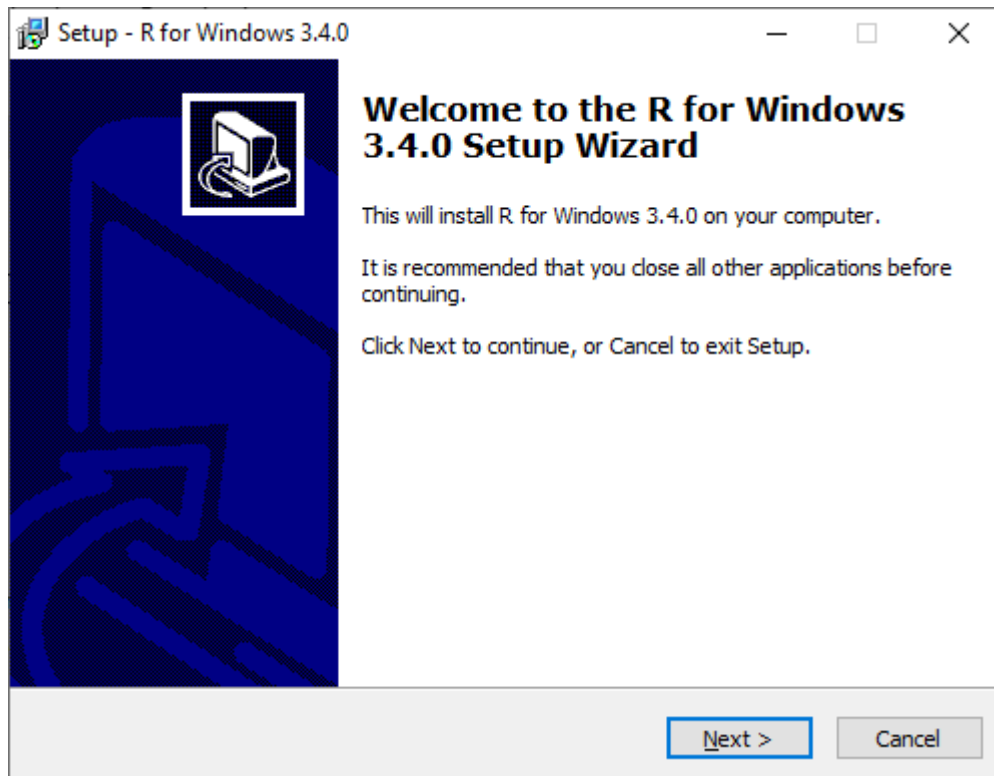 Setup - R for Windows 3.4.0
Welcome to the R for Windows
3.4.0 Setup Wizard
This will install R for Windows 3.4.0 on your computer.
It is recommended that you close all other applications before
continuing.
Click Next to continue, or Cancel to exit Setup.
Next >
Cancel